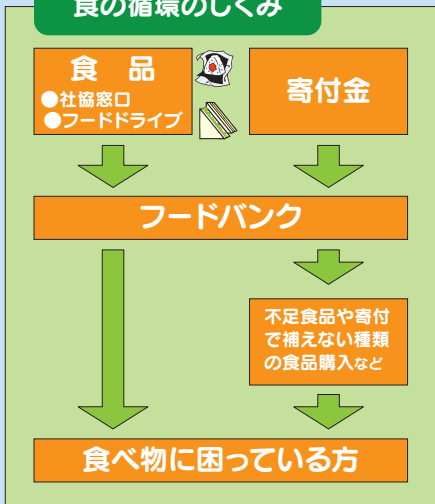 食の循環のしくみ
食 品
●社協窓口
●フードドライブ
寄付金
フードバンク
不足食品や寄付
で補えない種類
の食品購入など
食べ物に困っている方